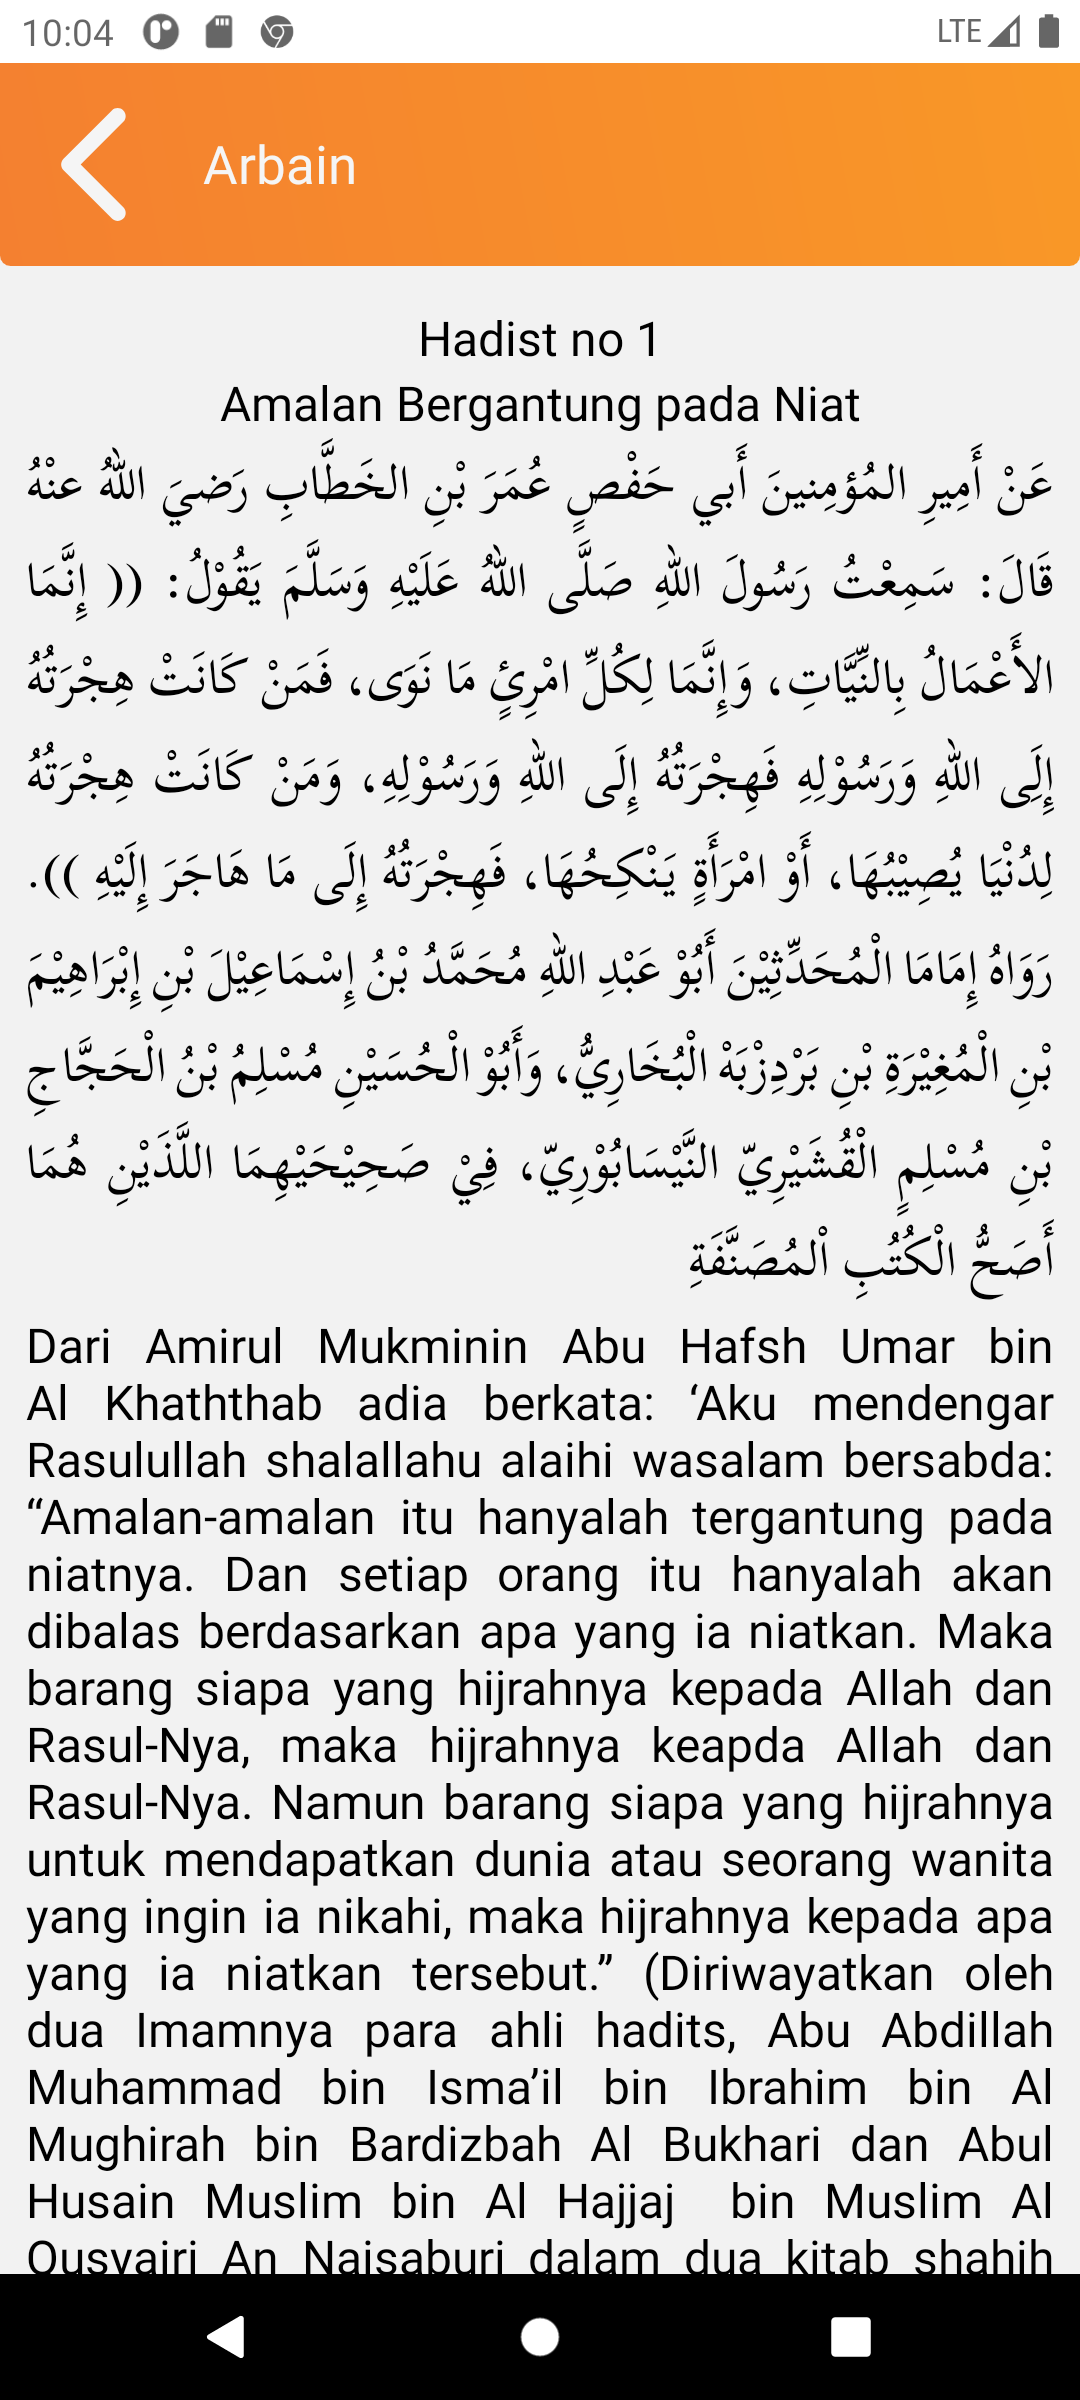 10:04
LTE
Arbain
Hadist no 1
Amalan Bergantung pada Niat
عَنْ أَمِيرِ المُؤمِنينَ أَبي حَفْصٍ عُمَرَ بْنِ الخَطَّابِ رَضيَ اللهُ عنْهُ
قَالَ: سَمِعْتُ رَسُولَ اللهِ صَلَّى اللهُ عَلَيْهِ وَسَلَّمَ يَقُوْلُ: (( إِنَّمَا
الأَعْمَالُ بِالنِّيَّاتِ، وَإِنَّمَا لِكُلِّ امْرِئٍ مَا نَوَى، فَمَنْ كَانَتْ هِجْرَتُهُ
إِلَِى اللهِ وَرَسُوْلِهِ فَهِجْرَتُهُ إِلَى اللهِ وَرَسُوْلِهِ، وَمَنْ كَانَتْ هِجْرَتُهُ
لِدُنْيَا يُصِيْبُهَا، أَوْ امْرَأَةٍ يَنْكِحُهَا، فَهِجْرَتُهُ إِلَى مَا هَاجَرَ إِلَيْهِ )).
رَوَاهُ إِمَامَا الْمُحَدِّثِيْنَ أَبُوْ عَبْدِ اللهِ مُحَمَّدُ بْنُ إِسْمَاعِيْلَ بْنِ إِبْرَاهِيْمَ
بْنِ الْمُغِيْرَةِ بْنِ بَرْدِزْبَهْ الْبُخَارِيُّ، وَأَبُوْ الْحُسَيْنِ مُسْلِمُ بْنُ الْحَجَّاجِ
بْنِ مُسْلِمٍ الْقُشَيْرِيّ النَّيْسَابُوْرِيّ، فِيْ صَحِيْحَيْهِمَا اللَّذَيْنِ هُمَا
أَصَحُّ الْكُتُبِ اْلمُصَنَّفَةِ
Dari Amirul Mukminin Abu Hafsh Umar bin
Al Khaththab adia berkata: ‘Aku mendengar
Rasulullah shalallahu alaihi wasalam bersabda:
“Amalan-amalan itu hanyalah tergantung pada
niatnya. Dan setiap orang itu hanyalah akan
dibalas berdasarkan apa yang ia niatkan. Maka
barang siapa yang hijrahnya kepada Allah dan
Rasul-Nya, maka hijrahnya keapda Allah dan
Rasul-Nya. Namun barang siapa yang hijrahnya
untuk mendapatkan dunia atau seorang wanita
yang ingin ia nikahi, maka hijrahnya kepada apa
yang ia niatkan tersebut.” (Diriwayatkan oleh
dua Imamnya para ahli hadits, Abu Abdillah
Muhammad bin Isma’il bin Ibrahim bin Al
Mughirah bin Bardizbah Al Bukhari dan Abul
Husain Muslim bin Al Hajjaj bin Muslim Al
Qusyairi An Naisaburi dalam dua kitab shahih